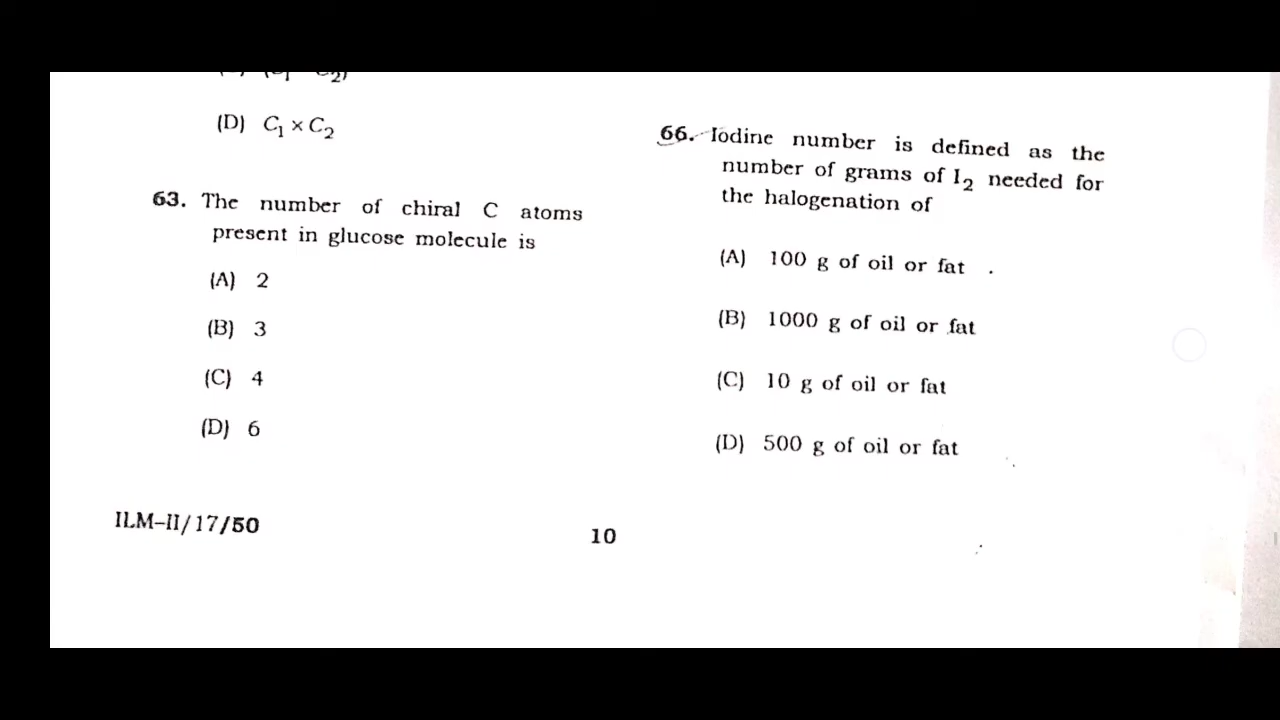 (D) C₁ × C₂
63. The number of chiral C atoms
present in glucose molecule is
(A) 2
(B) 3
(C) 4
(D) 6
66. Iodine number is defined as the
number of grams of I₂ needed for
the halogenation of
(A) 100 g of oil or fat
(B) 1000 g of oil or fat
(C) 10 g of oil or fat
(D) 500 g of oil or fat
ILM–II/17/50
10